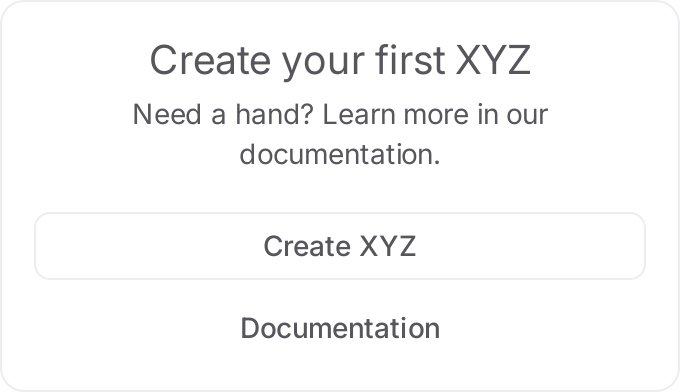 Create your first XYZ
Need a hand? Learn more in our
documentation.
Create XYZ
Documentation